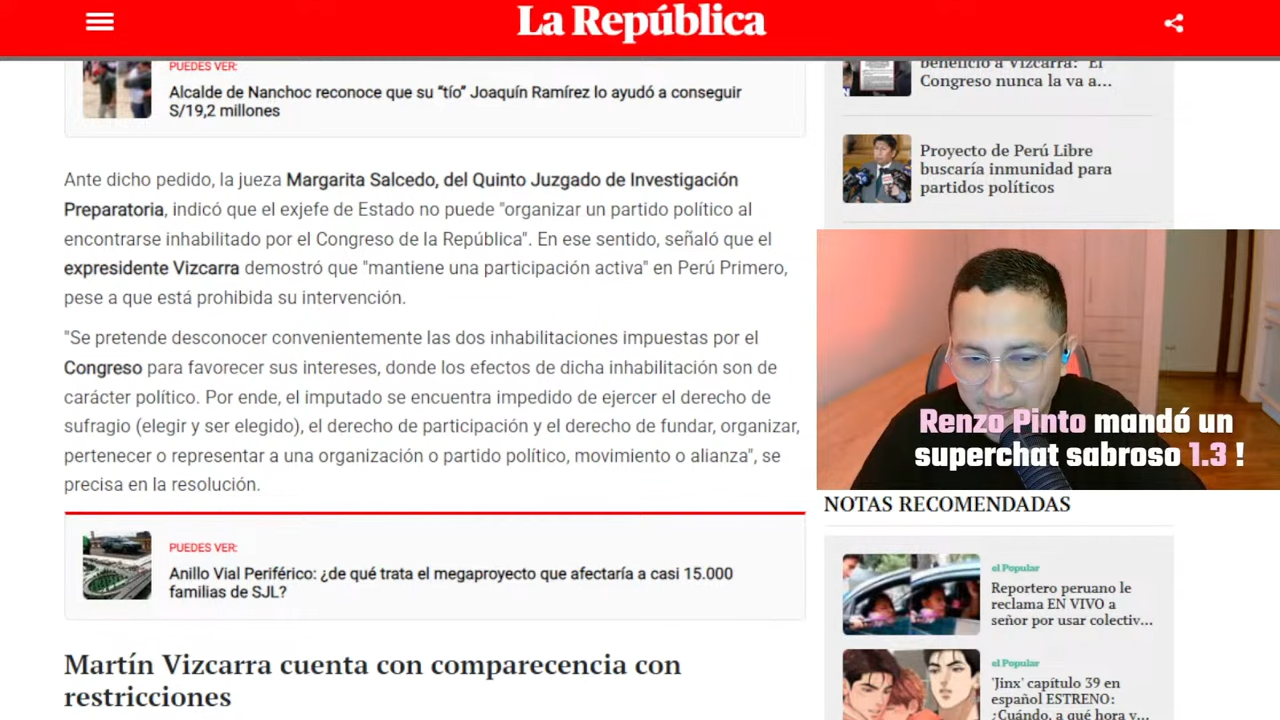 La República
PUEDES VER:
Alcalde de Nanchoc reconoce que su “tío” Joaquín Ramírez lo ayudó a conseguir
S/19,2 millones
Ante dicho pedido, la jueza Margarita Salcedo, del Quinto Juzgado de Investigación
Preparatoria, indicó que el exjefe de Estado no puede "organizar un partido político al
encontrarse inhabilitado por el Congreso de la República". En ese sentido, señaló que el
expresidente Vizcarra demostró que "mantiene una participación activa" en Perú Primero,
pese a que está prohibida su intervención.
"Se pretende desconocer convenientemente las dos inhabilitaciones impuestas por el
Congreso para favorecer sus intereses, donde los efectos de dicha inhabilitación son de
carácter político. Por ende, el imputado se encuentra impedido de ejercer el derecho de
sufragio (elegir y ser elegido), el derecho de participación y el derecho de fundar, organizar,
pertenecer o representar a una organización o partido político, movimiento o alianza", se
precisa en la resolución.
PUEDES VER:
Anillo Vial Periférico: ¿de qué trata el megaproyecto que afectaría a casi 15.000
familias de SJL?
Martín Vizcarra cuenta con comparecencia con
restricciones
beneficio a Vizcarra: "El
Congreso nunca la va a...
Proyecto de Perú Libre
buscaría inmunidad para
partidos políticos
Renzo Pinto mandó un
superchat sabroso 1.3 !
NOTAS RECOMENDADAS
el Popular
Reportero peruano le
reclama EN VIVO a
señor por usar colectiv...
el Popular
'Jinx' capítulo 39 en
español ESTRENO:
¿Cuándo, a qué hora y...